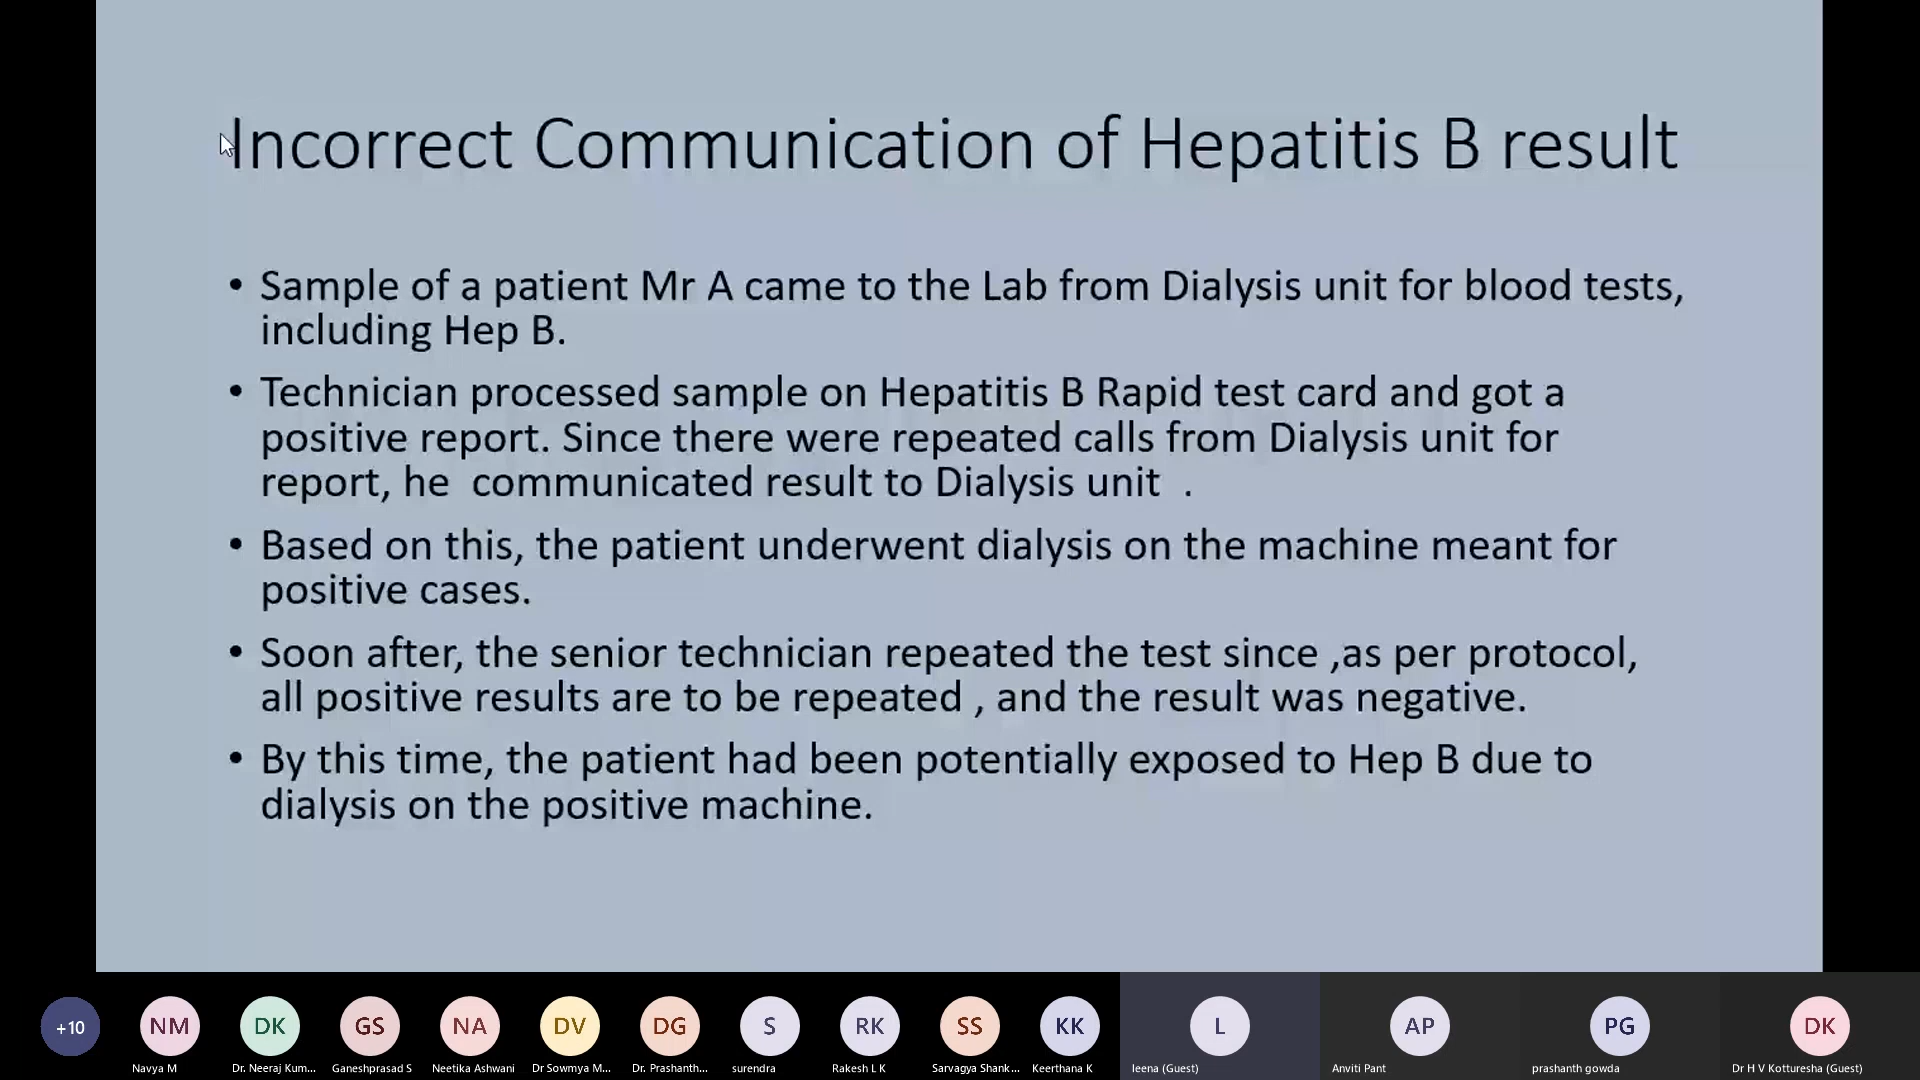 Incorrect Communication of Hepatitis B result
• Sample of a patient Mr A came to the Lab from Dialysis unit for blood tests,
including Hep B.
• Technician processed sample on Hepatitis B Rapid test card and got a
positive report. Since there were repeated calls from Dialysis unit for
report, he  communicated result to Dialysis unit  .
• Based on this, the patient underwent dialysis on the machine meant for
positive cases.
• Soon after, the senior technician repeated the test since ,as per protocol,
all positive results are to be repeated , and the result was negative.
• By this time, the patient had been potentially exposed to Hep B due to
dialysis on the positive machine.
+10 NM DK GS NA DV DG S RK SS KK L AP PG DK
Navya M Dr. Neeraj Kum... Ganeshprasad S Neetika Ashwani Dr Sowmya M... Dr. Prashanth... surendra Rakesh L K Sarvagya Shank... Keerthana K leena (Guest) Anviti Pant prashanth gowda Dr H V Kotturesha (Guest)